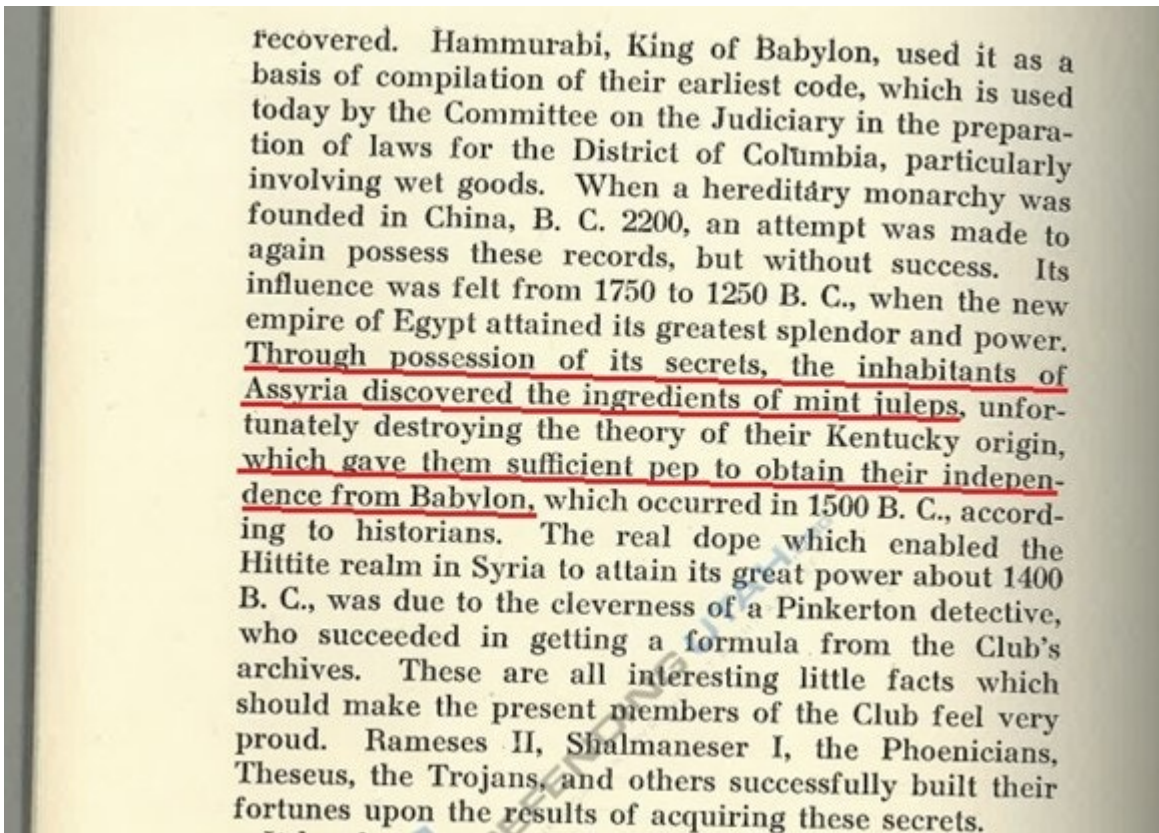 recovered. Hammurabi, King of Babylon, used it as a
basis of compilation of their earliest code, which is used
today by the Committee on the Judiciary in the prepara-
tion of laws for the District of Columbia, particularly
involving wet goods. When a hereditary monarchy was
founded in China, B. C. 2200, an attempt was made to
again possess these records, but without success. Its
influence was felt from 1750 to 1250 B. C., when the new
empire of Egypt attained its greatest splendor and power.
Through possession of its secrets, the inhabitants of
Assyria discovered the ingredients of mint juleps, unfor-
tunately destroying the theory of their Kentucky origin,
which gave them sufficient pep to obtain their indepen-
dence from Babylon, which occurred in 1500 B. C., accord-
ing to historians. The real dope which enabled the
Hittite realm in Syria to attain its great power about 1400
B. C., was due to the cleverness of a Pinkerton detective,
who succeeded in getting a formula from the Club's
archives. These are all interesting little facts which
should make the present members of the Club feel very
proud. Rameses II, Shalmaneser I, the Phoenicians,
Theseus, the Trojans, and others successfully built their
fortunes upon the results of acquiring these secrets.
DEFENDING UTAH